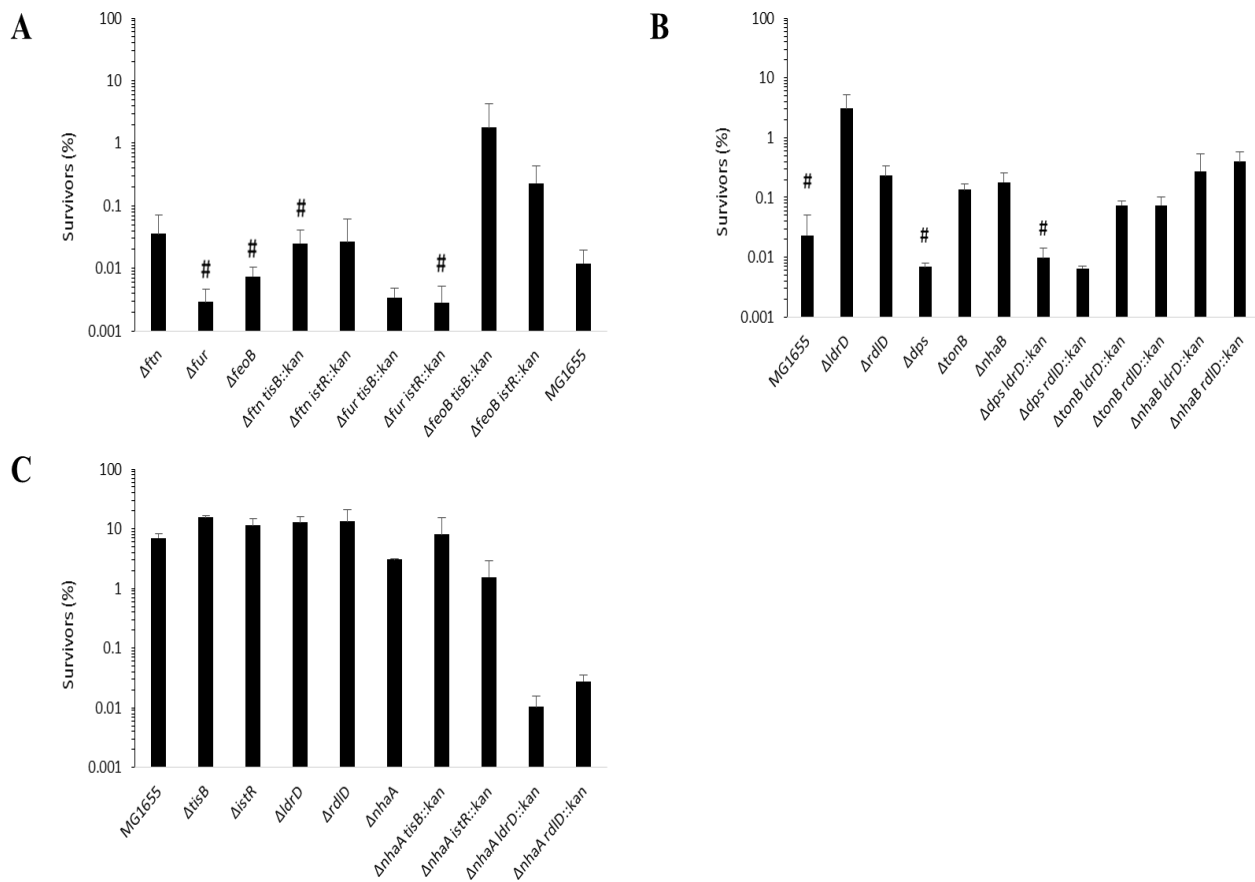 A
100
10
1
0.1
0.01
0.001
Survivors (%)
#
#
#
#
Δftn
Δfur
ΔfeoB
Δftn tisB::kan
Δftn istR::kan
Δfur tisB::kan
Δfur istR::kan
ΔfeoB tisB::kan
ΔfeoB istR::kan
MG1655
B
100
10
1
0.1
0.01
0.001
Survivors (%)
#
#
#
MG1655
ΔldrD
ΔrdlD
Δdps
ΔtonB
ΔnhaB
Δdps ldrD::kan
Δdps rdlD::kan
ΔtonB ldrD::kan
ΔtonB rdlD::kan
ΔnhaB ldrD::kan
ΔnhaB rdlD::kan
C
100
10
1
0.1
0.01
0.001
Survivors (%)
MG1655
ΔtisB
ΔistR
ΔldrD
ΔrdlD
ΔnhaA
ΔnhaA tisB::kan
ΔnhaA istR::kan
ΔnhaA ldrD::kan
ΔnhaA rdlD::kan